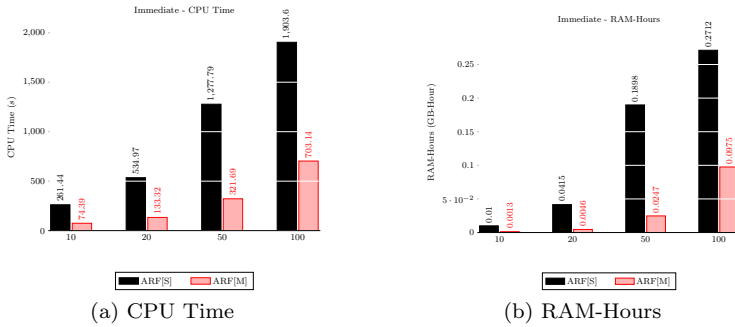 Immediate - CPU Time
CPU Time (s)
2,000
1,500
1,000
500
0
261.44
74.39
534.97
133.32
1,277.79
321.69
1,903.6
703.14
10 20 50 100
ARF[S] ARF[M]
(a) CPU Time
Immediate - RAM-Hours
RAM-Hours (GB-Hour)
0.25
0.2
0.15
0.1
5·10⁻²
0
0.01
0.0013
0.0415
0.0046
0.1898
0.0247
0.2712
0.0975
10 20 50 100
ARF[S] ARF[M]
(b) RAM-Hours